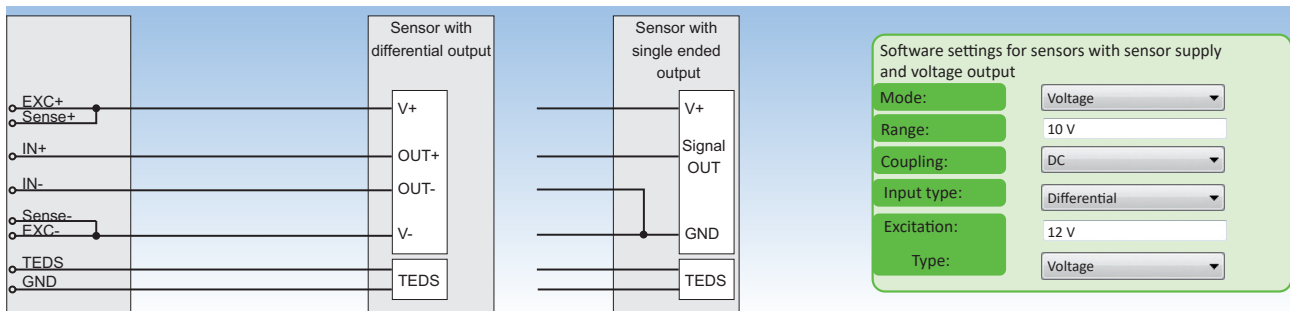 EXC+
Sense+
IN+
IN-
Sense-
EXC-
TEDS
GND
Sensor with
differential output
V+
OUT+
OUT-
V-
TEDS
Sensor with
single ended
output
V+
Signal
OUT
GND
TEDS
Software settings for sensors with sensor supply
and voltage output
Mode: Voltage
Range: 10 V
Coupling: DC
Input type: Differential
Excitation: 12 V
Type: Voltage